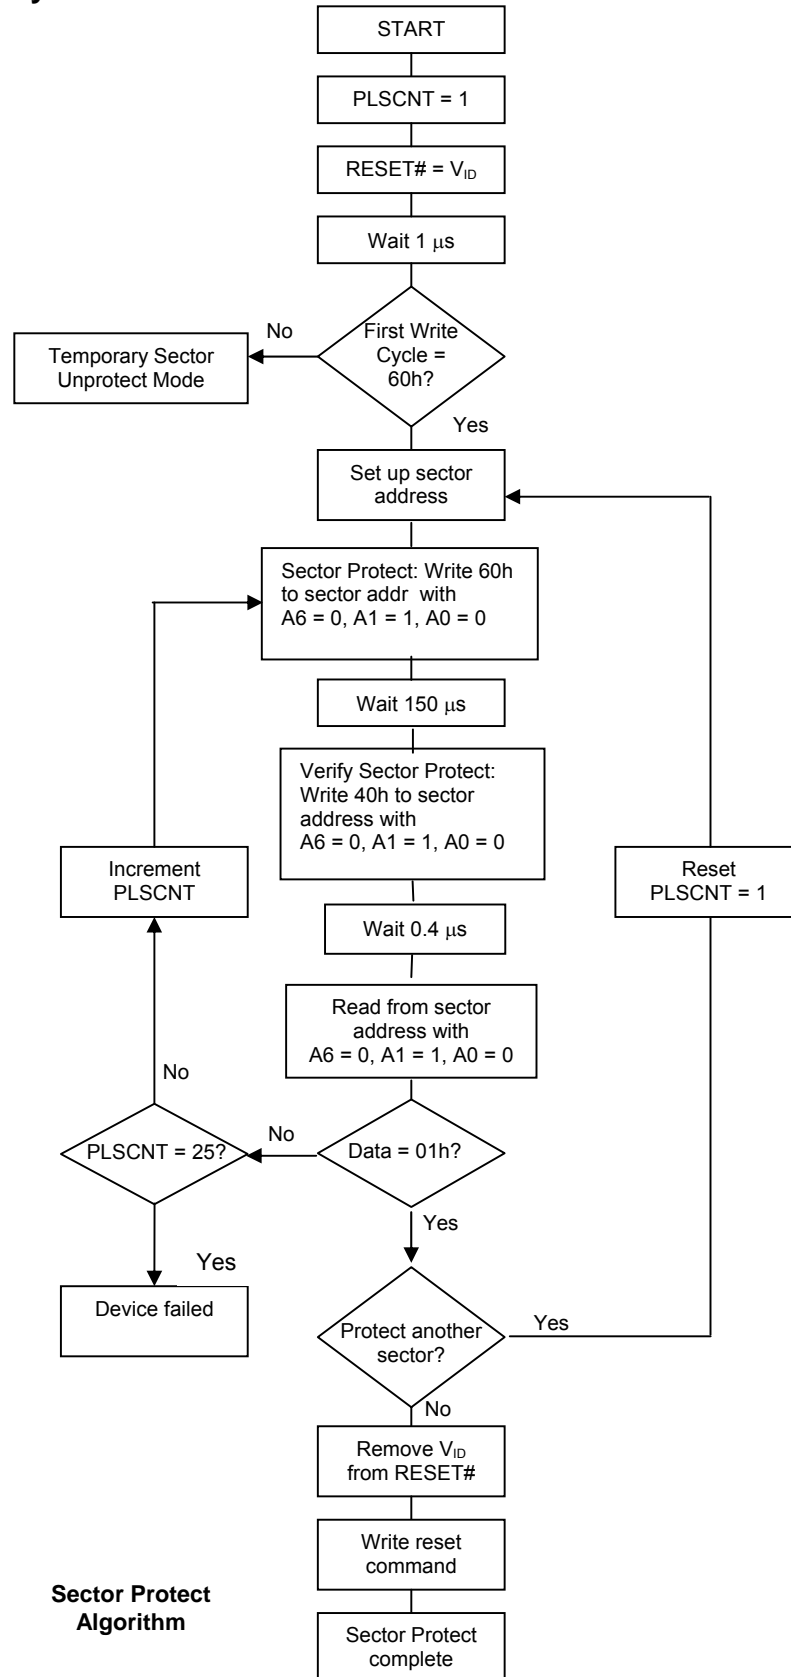 START
PLSCNT = 1
RESET# = VID
Wait 1 μs
First Write
Cycle =
60h?
No
Temporary Sector
Unprotect Mode
Yes
Set up sector
address
Sector Protect: Write 60h
to sector addr with
A6 = 0, A1 = 1, A0 = 0
Wait 150 μs
Verify Sector Protect:
Write 40h to sector
address with
A6 = 0, A1 = 1, A0 = 0
Increment
PLSCNT
Reset
PLSCNT = 1
Wait 0.4 μs
Read from sector
address with
A6 = 0, A1 = 1, A0 = 0
No
PLSCNT = 25?
No
Data = 01h?
Yes
Yes
Device failed
Protect another
sector?
Yes
No
Remove VID
from RESET#
Write reset
command
Sector Protect
Algorithm
Sector Protect
complete